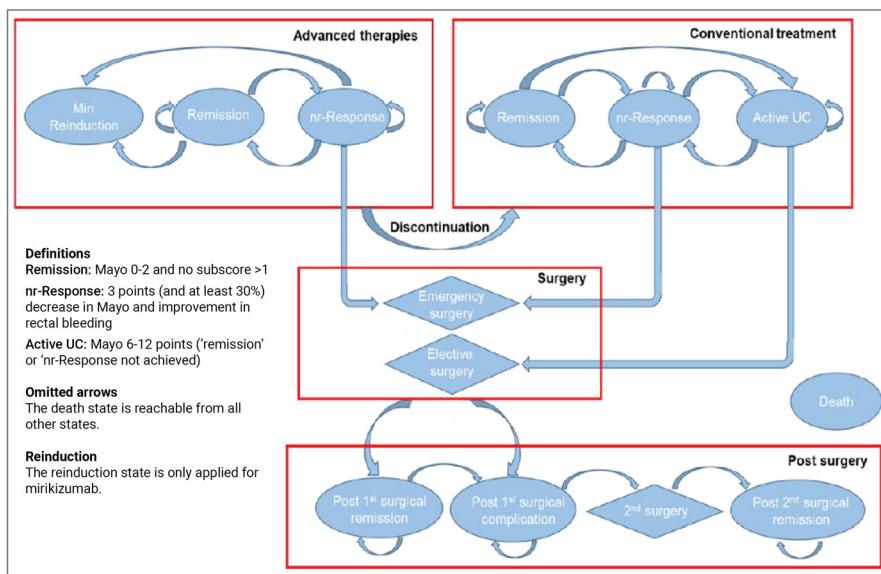 Advanced therapies
Miri
Reinduction
Remission
nr-Response
Conventional treatment
Remission
nr-Response
Active UC
Discontinuation
Definitions
Remission: Mayo 0-2 and no subscore >1
nr-Response: 3 points (and at least 30%)
decrease in Mayo and improvement in
rectal bleeding
Active UC: Mayo 6-12 points (’remission’
or ‘nr-Response not achieved)
Omitted arrows
The death state is reachable from all
other states.
Reinduction
The reinduction state is only applied for
mirikizumab.
Surgery
Emergency
surgery
Elective
surgery
Death
Post surgery
Post 1st surgical
remission
Post 1st surgical
complication
2nd surgery
Post 2nd surgical
remission